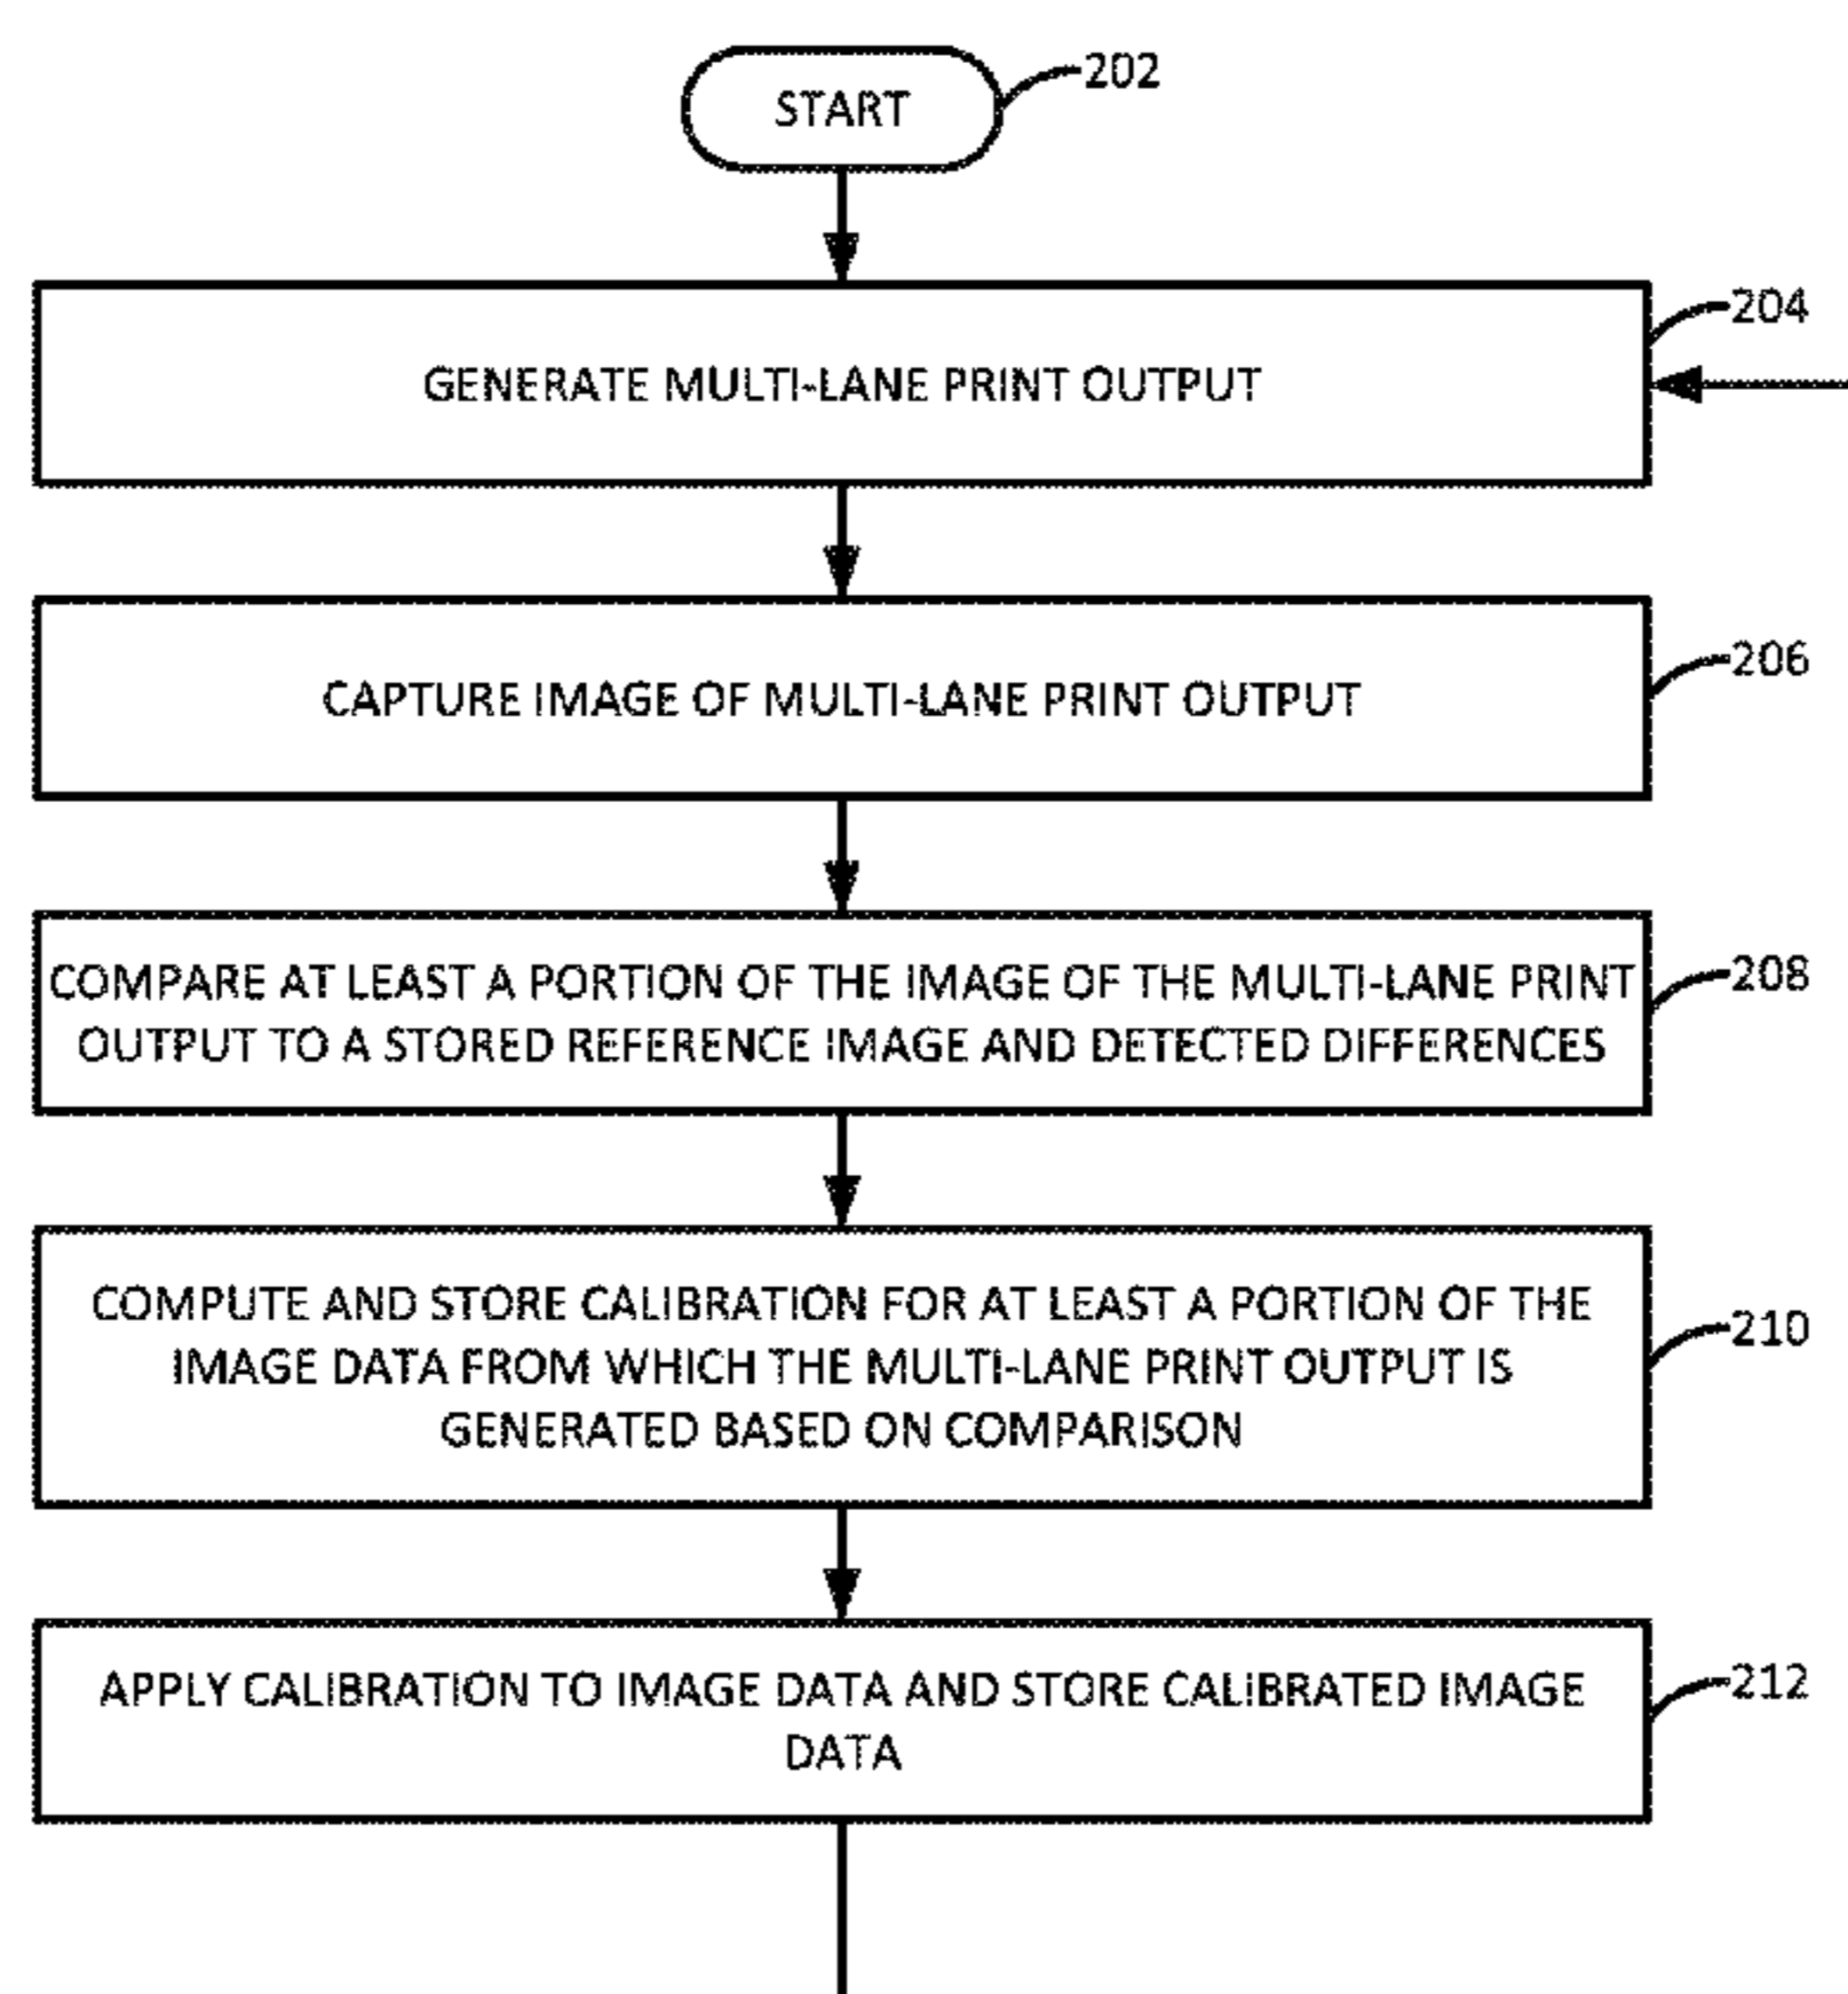 START
202
GENERATE MULTI-LANE PRINT OUTPUT
204
CAPTURE IMAGE OF MULTI-LANE PRINT OUTPUT
206
COMPARE AT LEAST A PORTION OF THE IMAGE OF THE MULTI-LANE PRINT
OUTPUT TO A STORED REFERENCE IMAGE AND DETECTED DIFFERENCES
208
COMPUTE AND STORE CALIBRATION FOR AT LEAST A PORTION OF THE
IMAGE DATA FROM WHICH THE MULTI-LANE PRINT OUTPUT IS
GENERATED BASED ON COMPARISON
210
APPLY CALIBRATION TO IMAGE DATA AND STORE CALIBRATED IMAGE
DATA
212